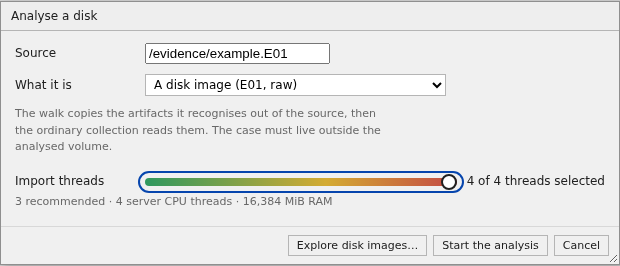 Analyse a disk
Source
/evidence/example.E01
What it is
A disk image (E01, raw)
The walk copies the artifacts it recognises out of the source, then
the ordinary collection reads them. The case must live outside the
analysed volume.
Import threads
4 of 4 threads selected
3 recommended · 4 server CPU threads · 16,384 MiB RAM
Explore disk images...
Start the analysis
Cancel